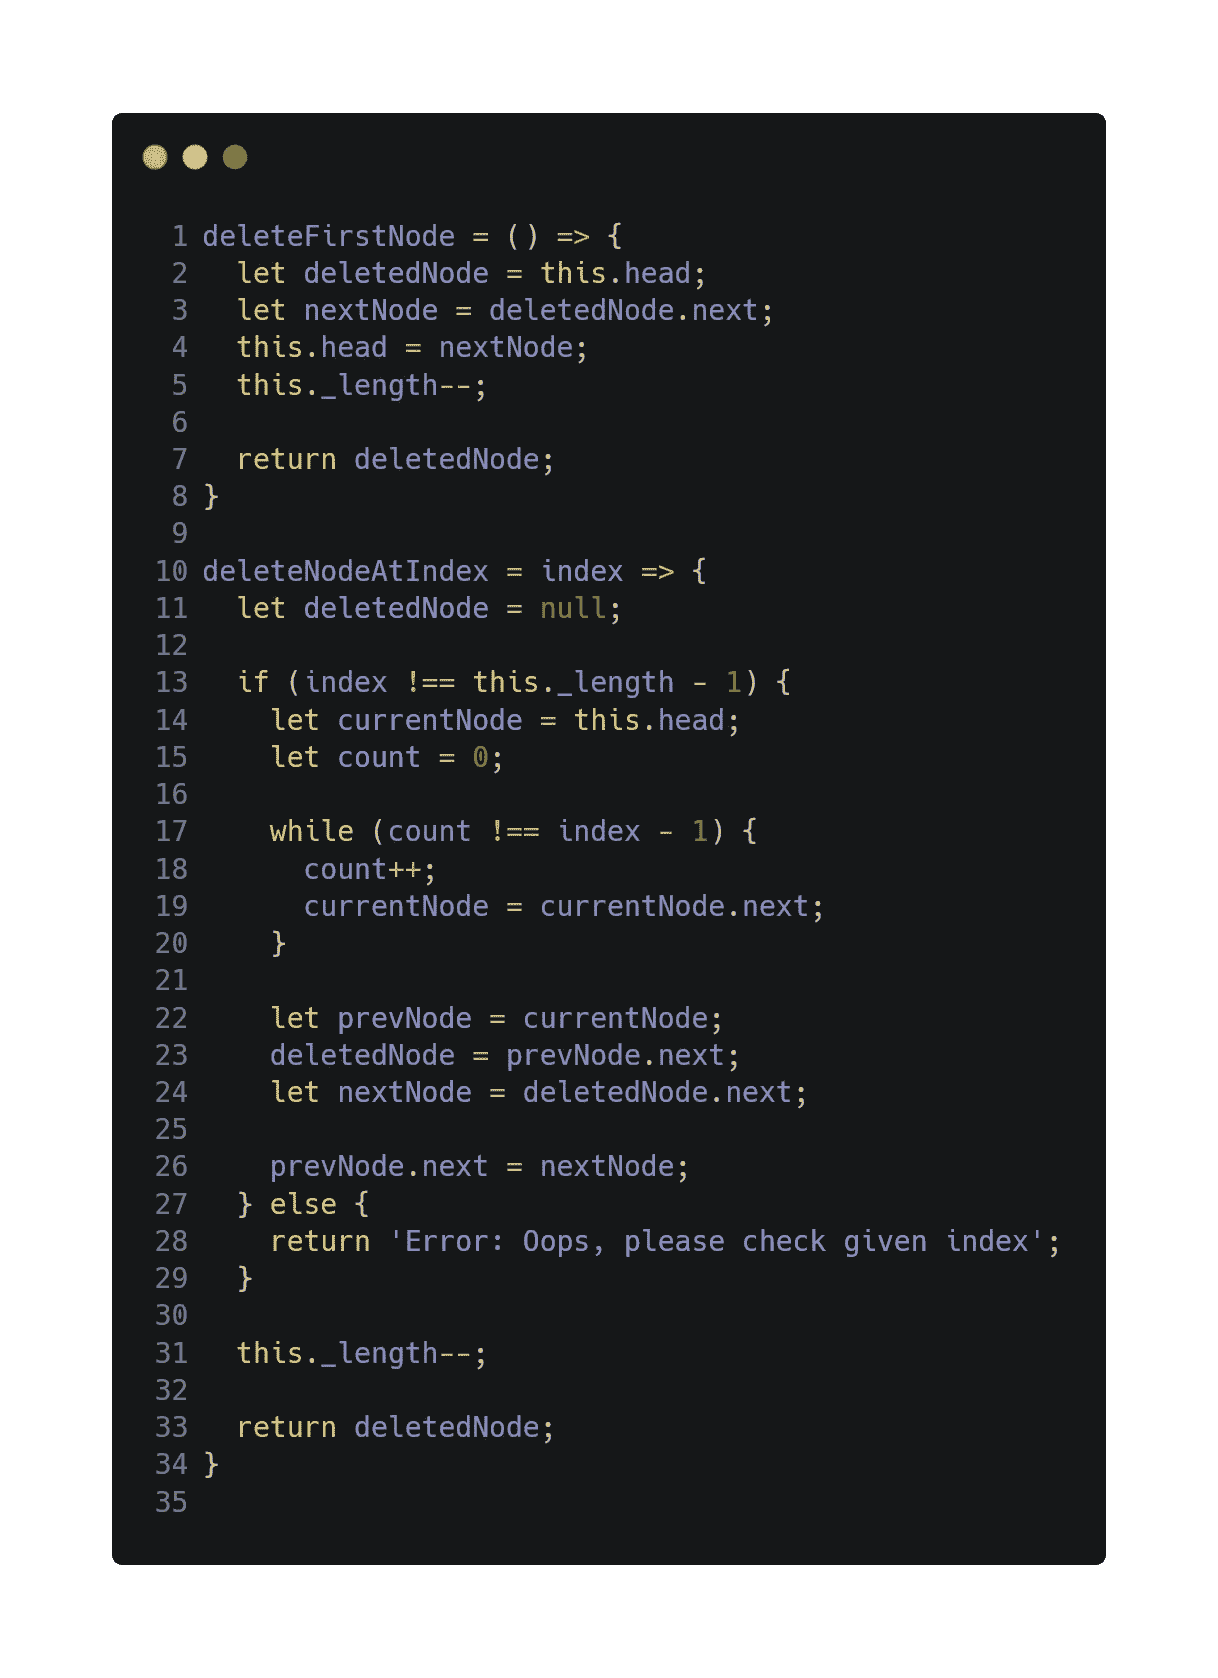 1 deleteFirstNode = () => {
2   let deletedNode = this.head;
3   let nextNode = deletedNode.next;
4   this.head = nextNode;
5   this._length--;
6
7   return deletedNode;
8 }
9
10 deleteNodeAtIndex = index => {
11   let deletedNode = null;
12
13   if (index !== this._length - 1) {
14     let currentNode = this.head;
15     let count = 0;
16
17     while (count !== index - 1) {
18       count++;
19       currentNode = currentNode.next;
20     }
21
22     let prevNode = currentNode;
23     deletedNode = prevNode.next;
24     let nextNode = deletedNode.next;
25
26     prevNode.next = nextNode;
27   } else {
28     return 'Error: Oops, please check given index';
29   }
30
31   this._length--;
32
33   return deletedNode;
34 }
35